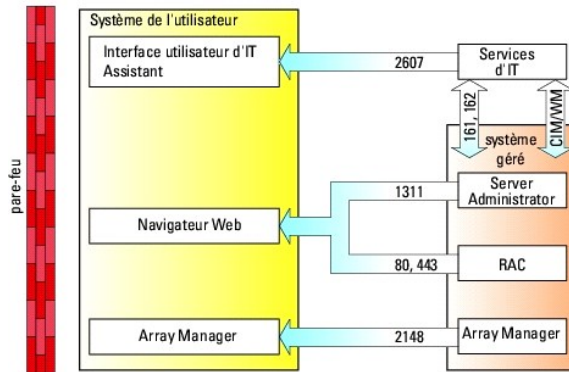 Système de l'utilisateur
Interface utilisateur d'IT
Assistant
2607
Services
d'IT
161, 162
CIM/WM
système
géré
pare-feu
1311
Server
Administrator
Navigateur Web
80, 443
RAC
Array Manager
2148
Array Manager